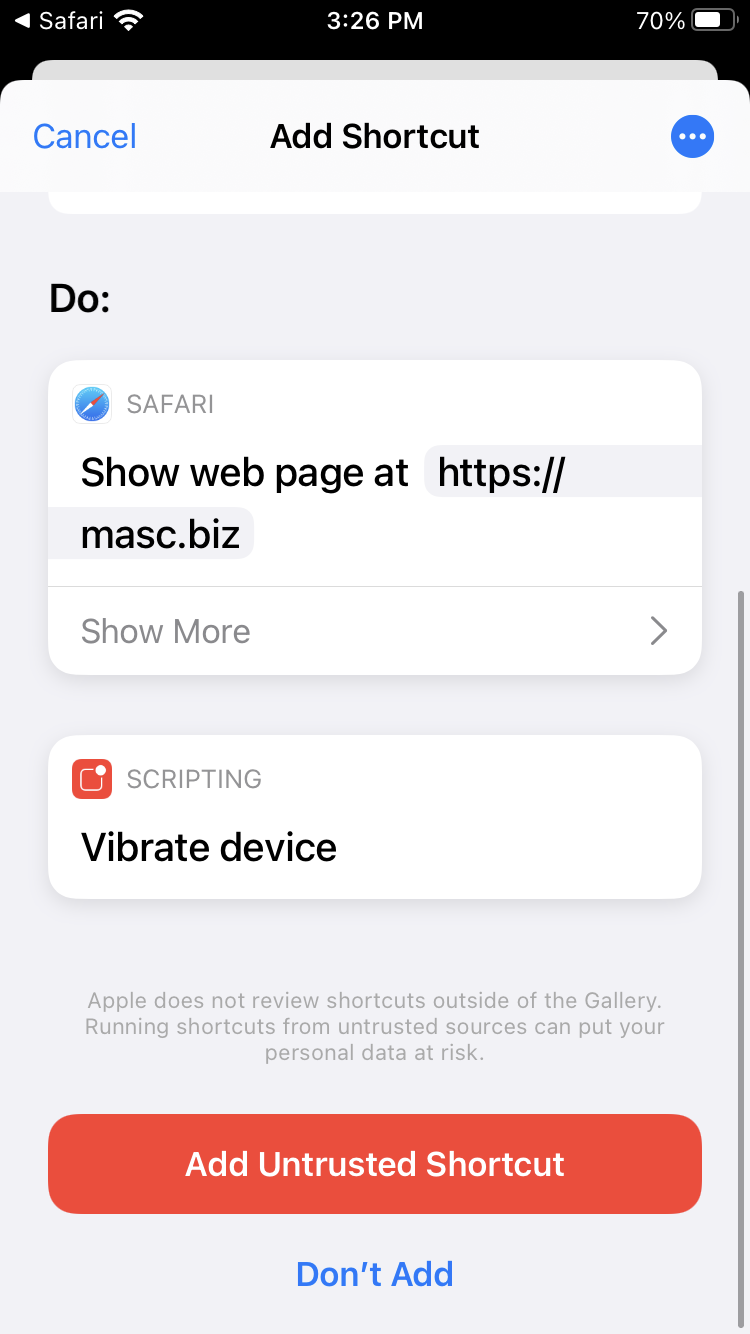 Safari
3:26 PM
70%
Cancel
Add Shortcut
Do:
SAFARI
Show web page at https://
masc.biz
Show More
SCRIPTING
Vibrate device
Apple does not review shortcuts outside of the Gallery.
Running shortcuts from untrusted sources can put your
personal data at risk.
Add Untrusted Shortcut
Don’t Add